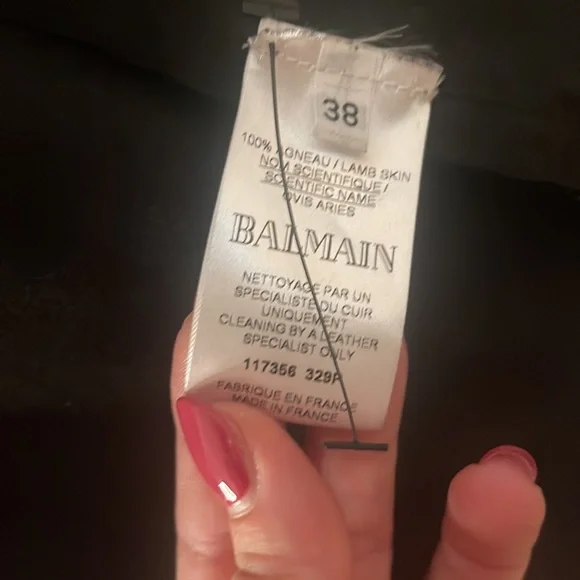 38
100% AGNEAU / LAMB SKIN
NOM SCIENTIFIQUE /
SCIENTIFIC NAME
OVIS ARIES
BALMAIN
NETTOYAGE PAR UN
SPECIALISTE DU CUIR
UNIQUEMENT
CLEANING BY A LEATHER
SPECIALIST ONLY
117356 329P
FABRIQUE EN FRANCE
MADE IN FRANCE